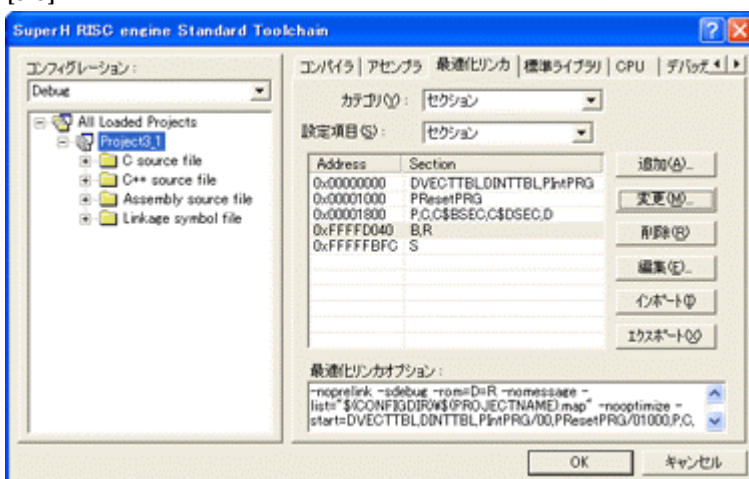 SuperH RISC engine Standard Toolchain
コンフィグレーション :
Debug
All Loaded Projects
Project3_1
C source file
C++ source file
Assembly source file
Linkage symbol file
コンパイラ アセンブラ 最適化リンカ 標準ライブラリ CPU デバッガ
カテゴリ(Y) : セクション
設定項目(S) : セクション
Address Section
0x00000000 DVECTTBL,DINTTBL,PIntPRG
0x00001000 PResetPRG
0x00001800 P,C,C$BSEC,C$DSEC,D
0xFFFFD040 B,R
0xFFFFFBFC S
追加(A)...
変更(M)...
削除(R)
編集(E)...
インポート(I)
エクスポート(X)
最適化リンカオプション :
-noprelink -sdebug -rom=D=R -nomessage -
list="$(CONFIGDIR)¥$(PROJECTNAME).map" -nooptimize -
start=DVECTTBL,DINTTBL,PIntPRG/00,PResetPRG/01000,P,C,
OK
キャンセル